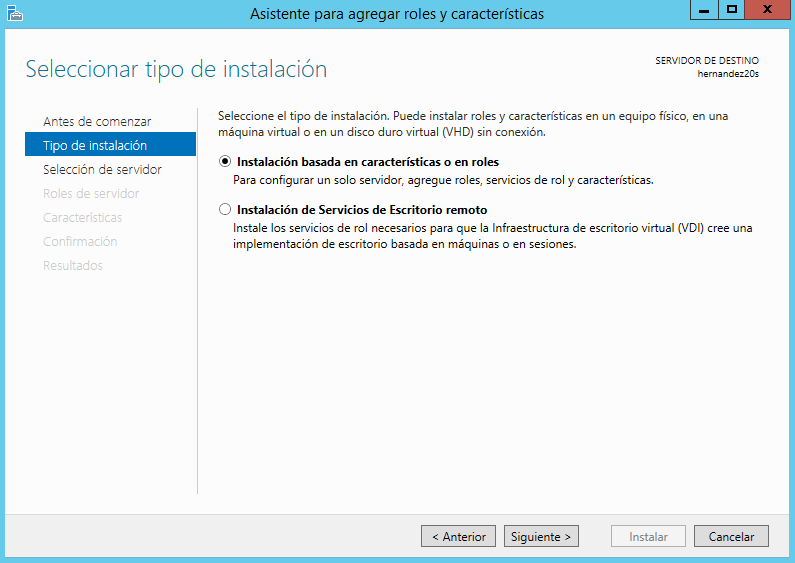 Asistente para agregar roles y características
Seleccionar tipo de instalación
SERVIDOR DE DESTINO
hernandez20s
Antes de comenzar
Tipo de instalación
Selección de servidor
Roles de servidor
Características
Confirmación
Resultados
Seleccione el tipo de instalación. Puede instalar roles y características en un equipo físico, en una
máquina virtual o en un disco duro virtual (VHD) sin conexión.
Instalación basada en características o en roles
Para configurar un solo servidor, agregue roles, servicios de rol y características.
Instalación de Servicios de Escritorio remoto
Instale los servicios de rol necesarios para que la Infraestructura de escritorio virtual (VDI) cree una
implementación de escritorio basada en máquinas o en sesiones.
< Anterior
Siguiente >
Instalar
Cancelar